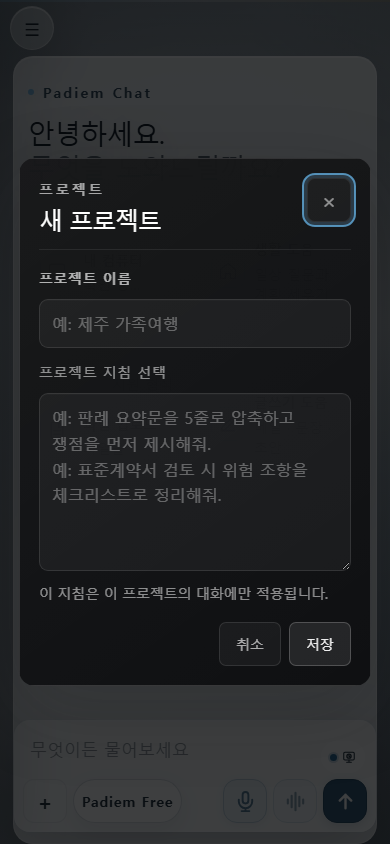 Padiem Chat
안녕하세요.
프로젝트
새 프로젝트
프로젝트 이름
예: 제주 가족여행
프로젝트 지침 선택
예: 판례 요약문을 5줄로 압축하고
쟁점을 먼저 제시해줘.
예: 표준계약서 검토 시 위험 조항을
체크리스트로 정리해줘.
이 지침은 이 프로젝트의 대화에만 적용됩니다.
취소 저장
무엇이든 물어보세요
Padiem Free